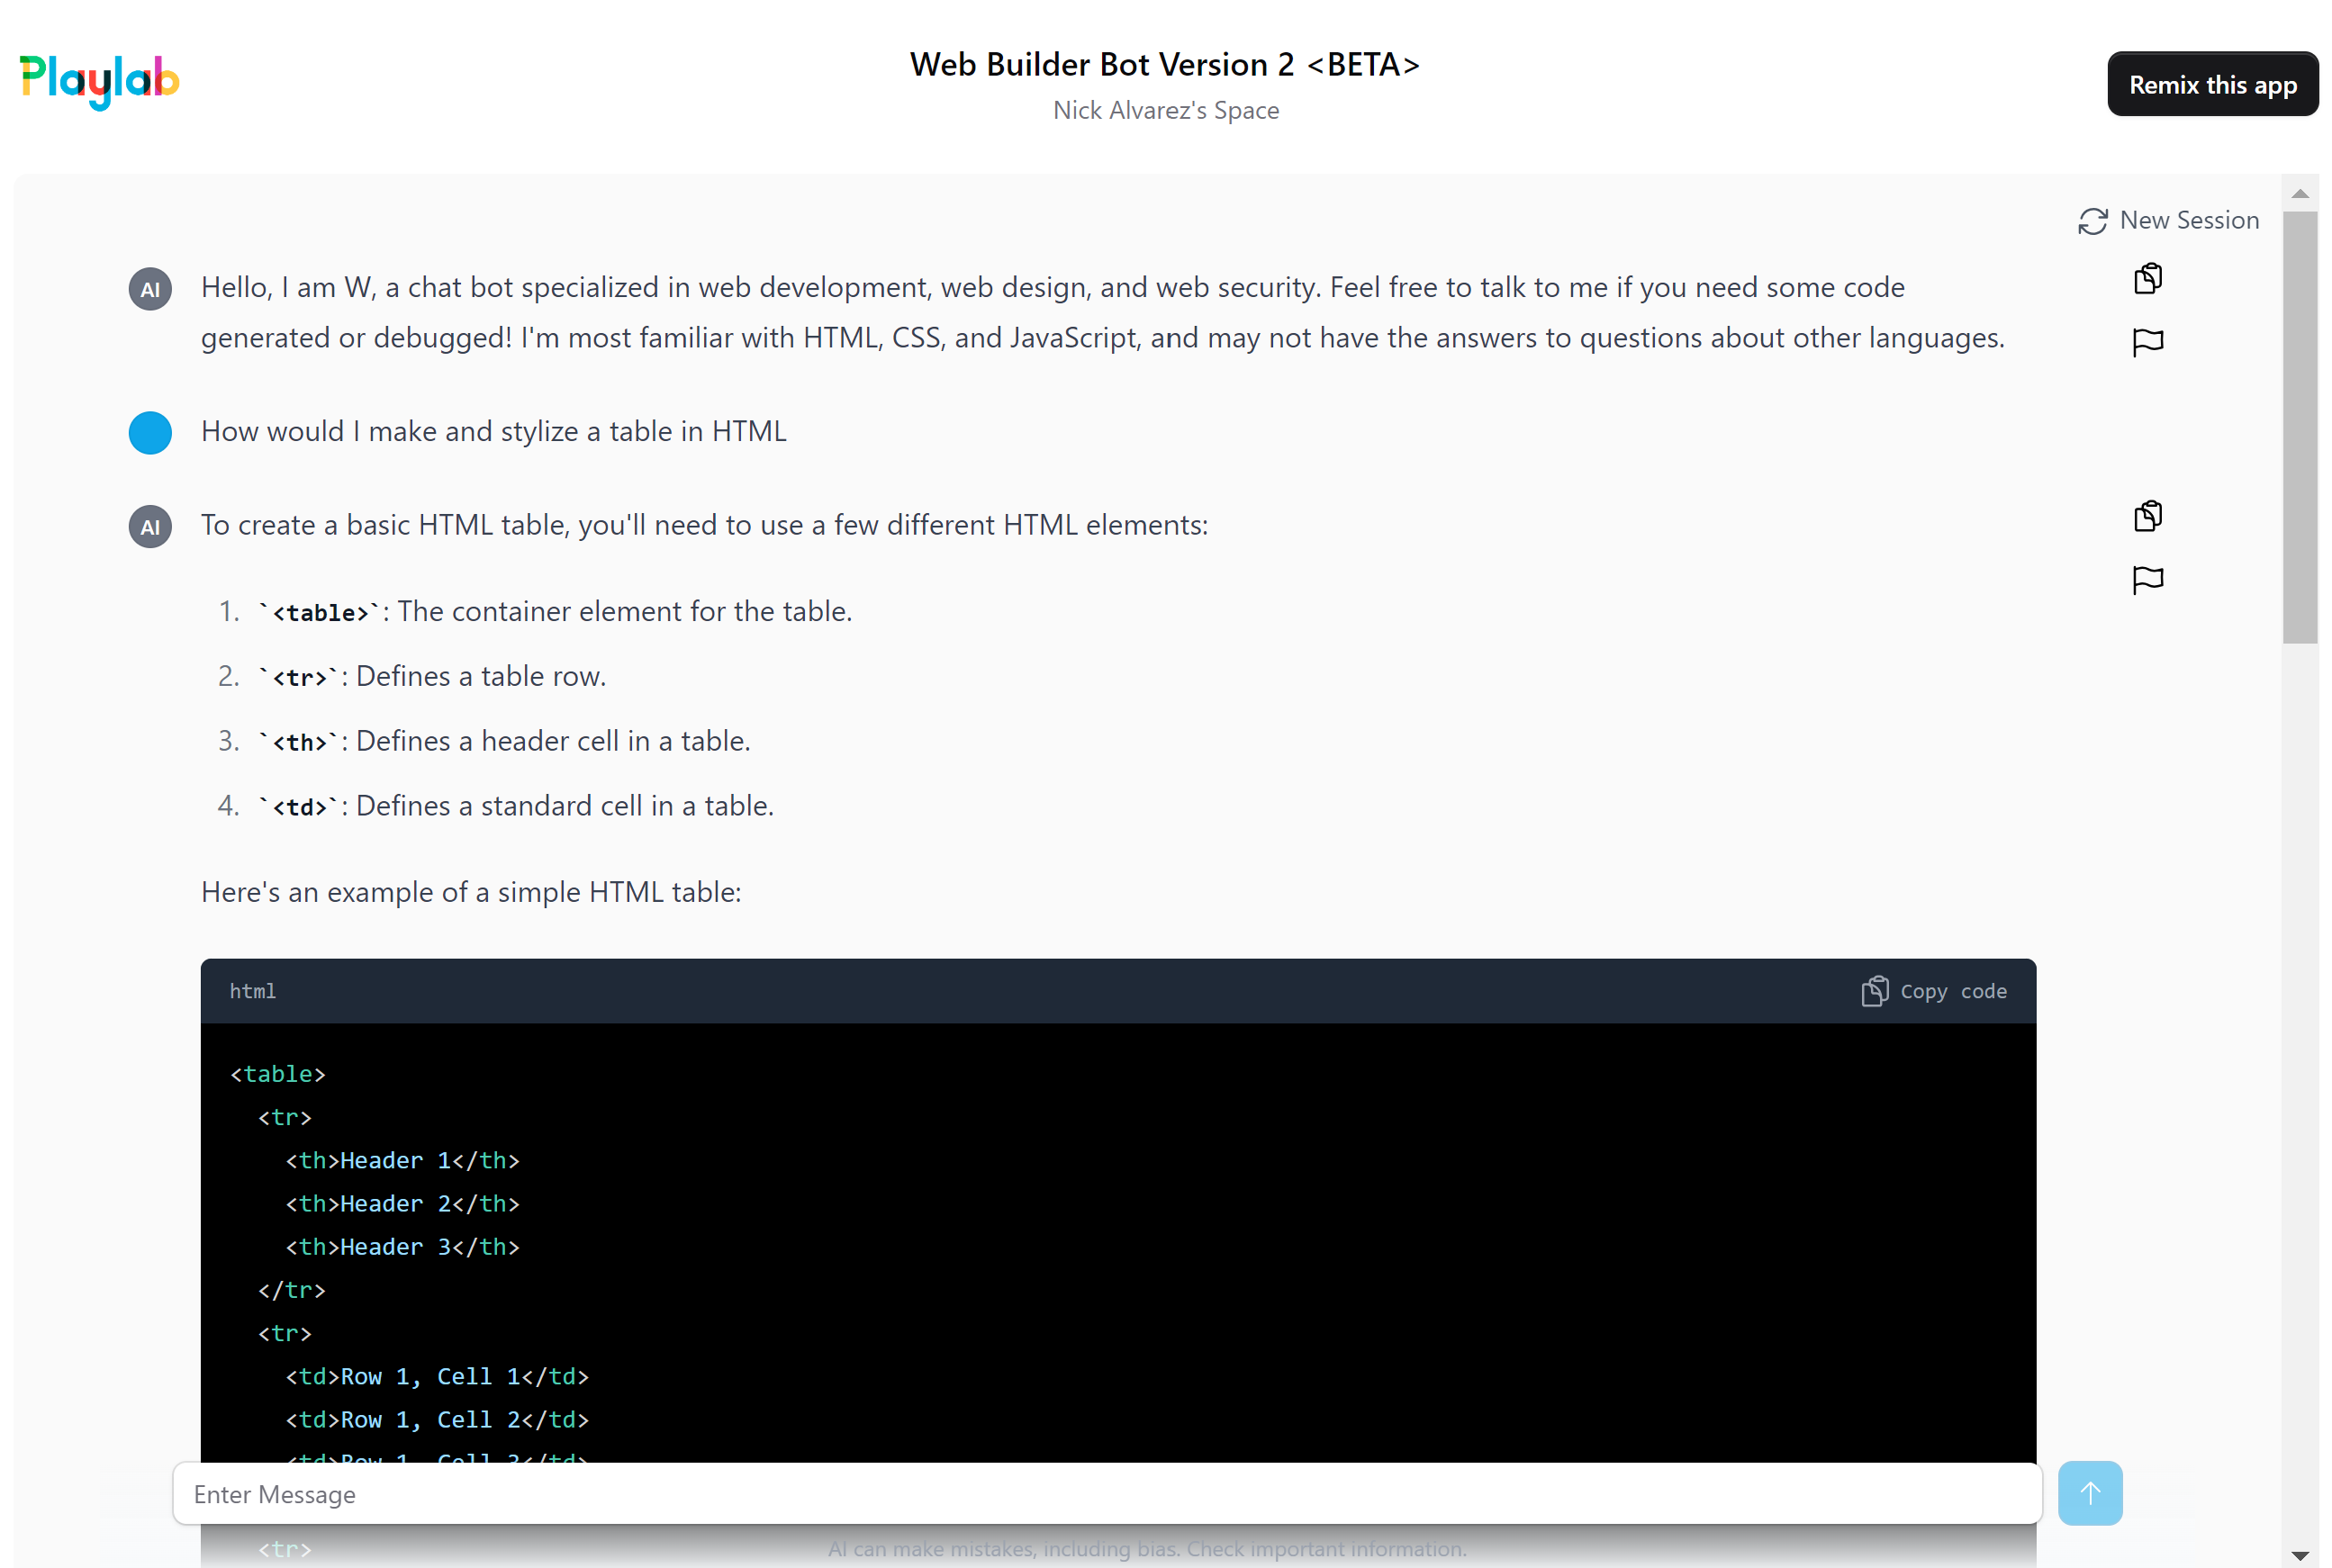 Playlab
Web Builder Bot Version 2 <BETA>
Nick Alvarez's Space
Remix this app
New Session
AI
Hello, I am W, a chat bot specialized in web development, web design, and web security. Feel free to talk to me if you need some code
generated or debugged! I'm most familiar with HTML, CSS, and JavaScript, and may not have the answers to questions about other languages.
How would I make and stylize a table in HTML
AI
To create a basic HTML table, you'll need to use a few different HTML elements:
1. `<table>`: The container element for the table.
2. `<tr>`: Defines a table row.
3. `<th>`: Defines a header cell in a table.
4. `<td>`: Defines a standard cell in a table.
Here's an example of a simple HTML table:
html
Copy code
<table>
<tr>
<th>Header 1</th>
<th>Header 2</th>
<th>Header 3</th>
</tr>
<tr>
<td>Row 1, Cell 1</td>
<td>Row 1, Cell 2</td>
<td>Row 1, Cell 3</td>
Enter Message
<tr>
AI can make mistakes, including bias. Check important information.